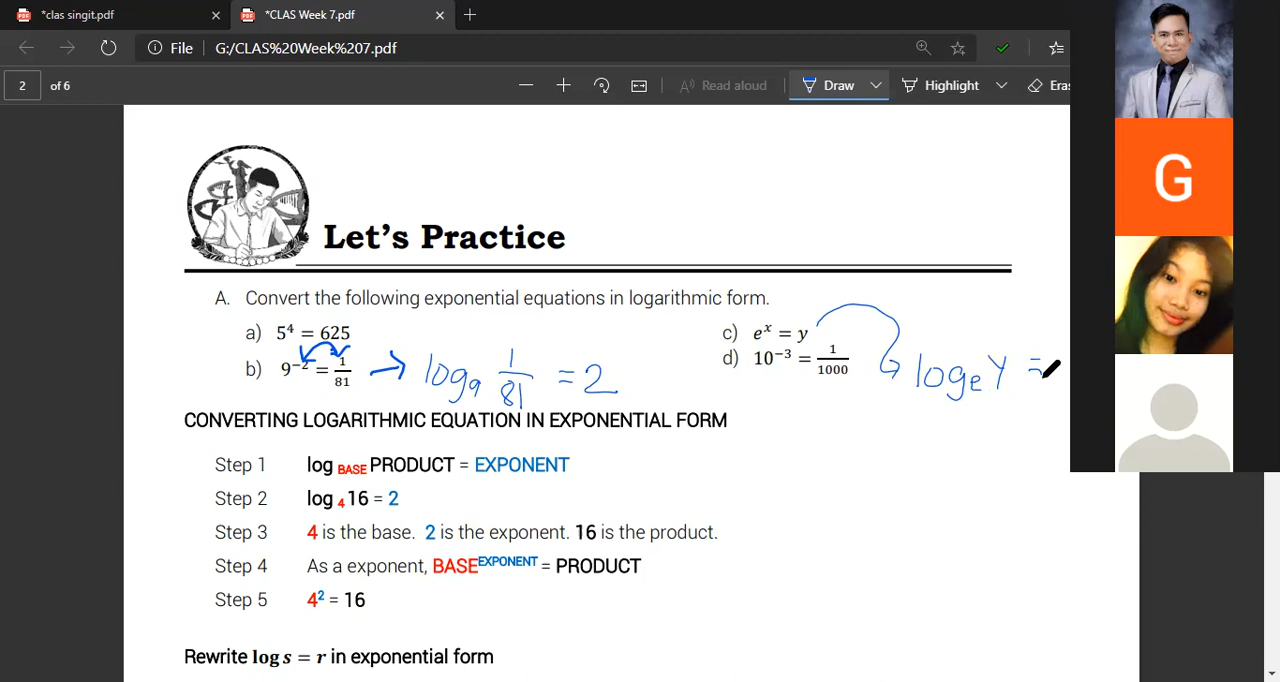 *clas singit.pdf
*CLAS Week 7.pdf
File G:/CLAS%20Week%207.pdf
2 of 6
Read aloud
Draw
Highlight
Eras
G
Let's Practice
A. Convert the following exponential equations in logarithmic form.
a) 5⁴ = 625
c) eˣ = y
b) 9⁻² = 1/81 → log₉ 1/81 = 2
d) 10⁻³ = 1/1000
logₑ Y =
CONVERTING LOGARITHMIC EQUATION IN EXPONENTIAL FORM
Step 1 log BASE PRODUCT = EXPONENT
Step 2 log ₄ 16 = 2
Step 3 4 is the base. 2 is the exponent. 16 is the product.
Step 4 As a exponent, BASE^EXPONENT = PRODUCT
Step 5 4² = 16
Rewrite log s = r in exponential form